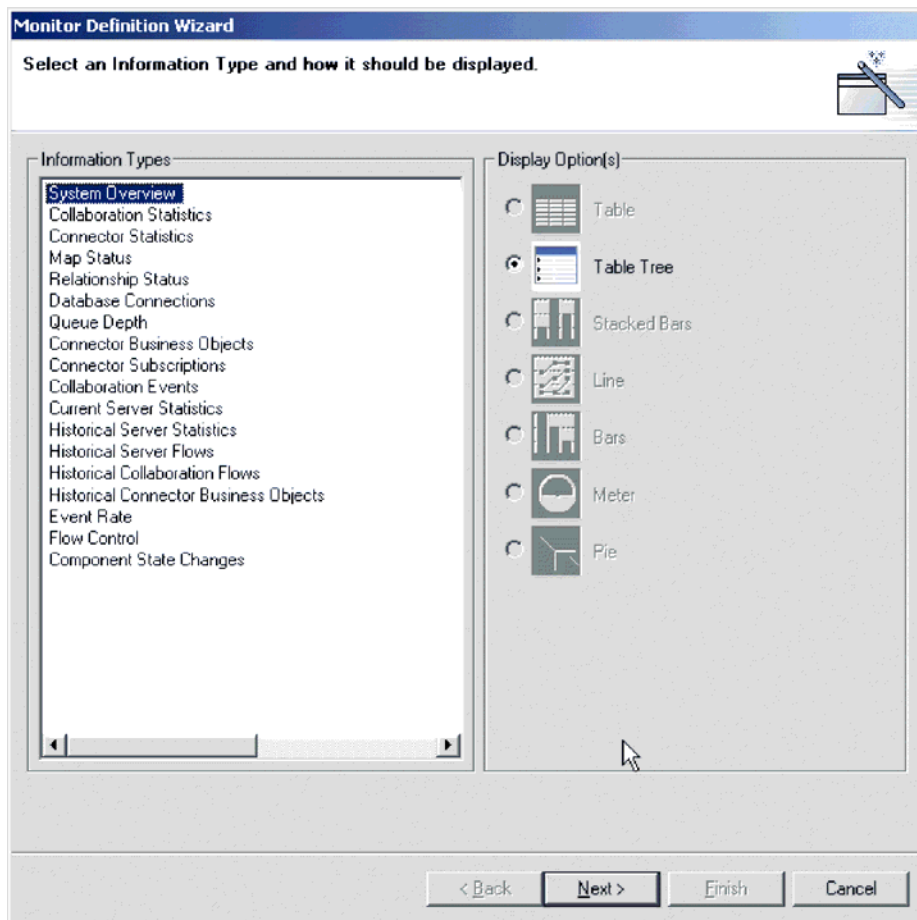 Monitor Definition Wizard
Select an Information Type and how it should be displayed.
Information Types
System Overview
Collaboration Statistics
Connector Statistics
Map Status
Relationship Status
Database Connections
Queue Depth
Connector Business Objects
Connector Subscriptions
Collaboration Events
Current Server Statistics
Historical Server Statistics
Historical Server Flows
Historical Collaboration Flows
Historical Connector Business Objects
Event Rate
Flow Control
Component State Changes
Display Option(s)
Table
Table Tree
Stacked Bars
Line
Bars
Meter
Pie
< Back
Next >
Finish
Cancel